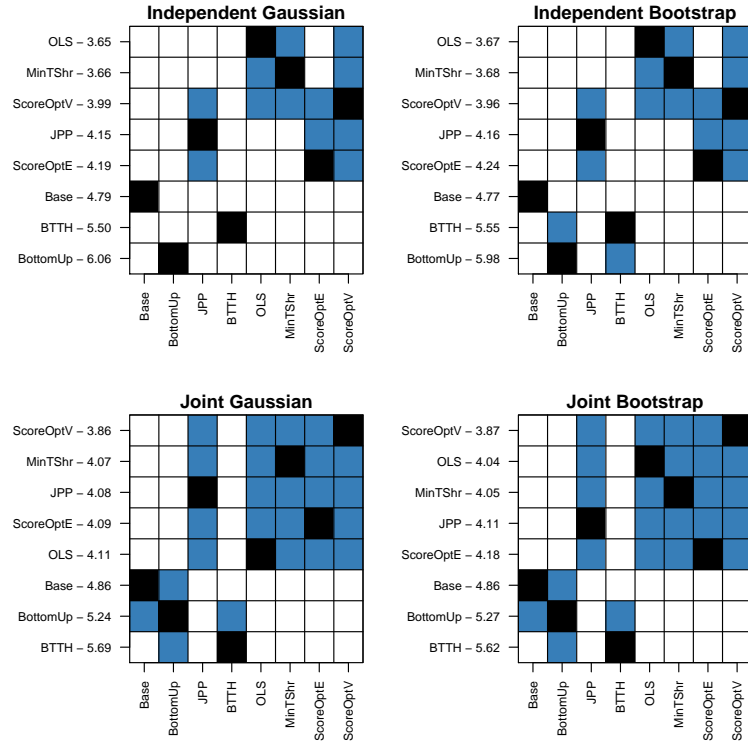 Independent Gaussian
OLS − 3.65
MinTShr − 3.66
ScoreOptV − 3.99
JPP − 4.15
ScoreOptE − 4.19
Base − 4.79
BTTH − 5.50
BottomUp − 6.06
Base
BottomUp
JPP
BTTH
OLS
MinTShr
ScoreOptE
ScoreOptV
Independent Bootstrap
OLS − 3.67
MinTShr − 3.68
ScoreOptV − 3.96
JPP − 4.16
ScoreOptE − 4.24
Base − 4.77
BTTH − 5.55
BottomUp − 5.98
Base
BottomUp
JPP
BTTH
OLS
MinTShr
ScoreOptE
ScoreOptV
Joint Gaussian
ScoreOptV − 3.86
MinTShr − 4.07
JPP − 4.08
ScoreOptE − 4.09
OLS − 4.11
Base − 4.86
BottomUp − 5.24
BTTH − 5.69
Base
BottomUp
JPP
BTTH
OLS
MinTShr
ScoreOptE
ScoreOptV
Joint Bootstrap
ScoreOptV − 3.87
OLS − 4.04
MinTShr − 4.05
JPP − 4.11
ScoreOptE − 4.18
Base − 4.86
BottomUp − 5.27
BTTH − 5.62
Base
BottomUp
JPP
BTTH
OLS
MinTShr
ScoreOptE
ScoreOptV